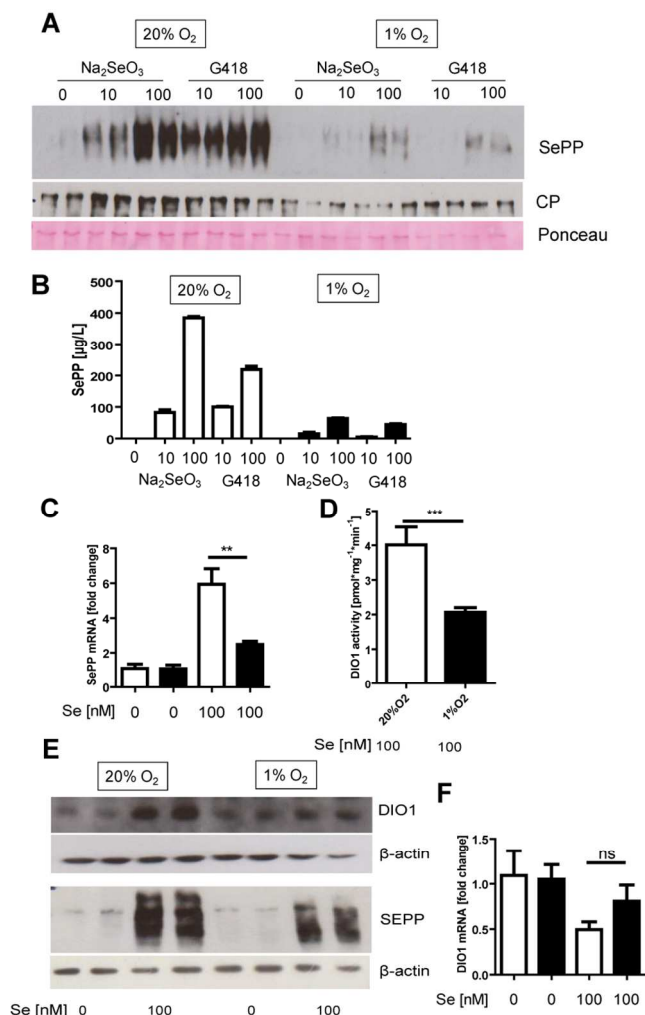 A
20% O₂
1% O₂
Na₂SeO₃
G418
Na₂SeO₃
G418
0 10 100 10 100 0 10 100 10 100
SePP
CP
Ponceau
B
20% O₂
1% O₂
SePP [µg/L]
500
400
300
200
100
0
0 10 100 10 100 0 10 100 10 100
Na₂SeO₃ G418 Na₂SeO₃ G418
C
SePP mRNA [fold change]
8
6
4
2
0
**
Se [nM] 0 0 100 100
D
DIO1 activity [pmol*mg⁻¹*min⁻¹]
5
4
3
2
1
0
***
20%O2
1%O2
Se [nM] 100 100
E
20% O₂
1% O₂
DIO1
β-actin
SEPP
β-actin
Se [nM] 0 100 0 100
F
DIO1 mRNA [fold change]
1.5
1.0
0.5
0.0
ns
Se [nM] 0 0 100 100